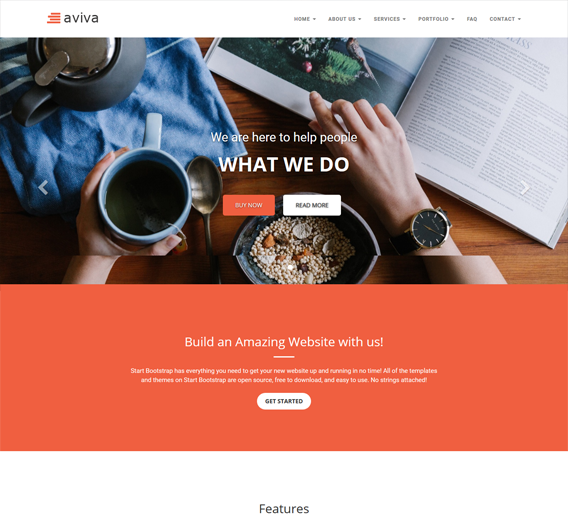 aviva
HOME ABOUT US SERVICES PORTFOLIO FAQ CONTACT
We are here to help people
WHAT WE DO
BUY NOW READ MORE
Build an Amazing Website with us!
Start Bootstrap has everything you need to get your new website up and running in no time! All of the templates
and themes on Start Bootstrap are open source, free to download, and easy to use. No strings attached!
GET STARTED
Features